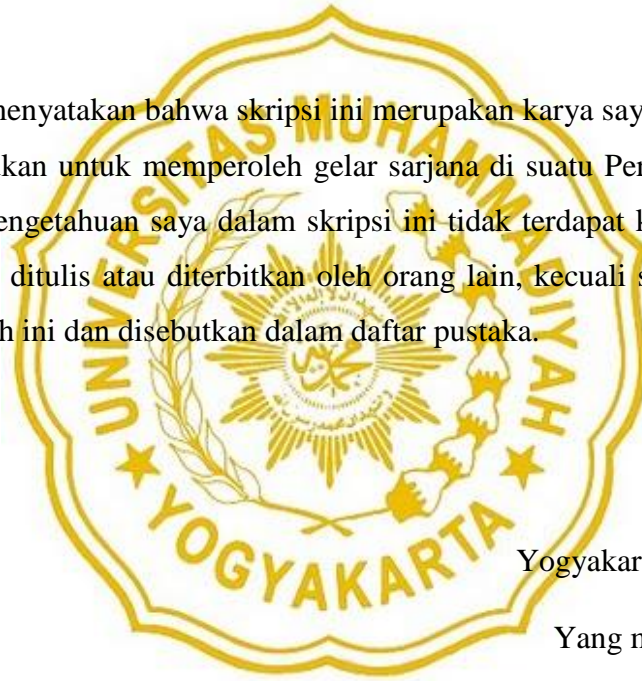 menyatakan bahwa skripsi ini merupakan karya say
kan untuk memperoleh gelar sarjana di suatu Per
engetahuan saya dalam skripsi ini tidak terdapat k
ditulis atau diterbitkan oleh orang lain, kecuali s
h ini dan disebutkan dalam daftar pustaka.
UNIVERSITAS MUHAMMADIYAH
YOGYAKARTA
Yogyakar
Yang m